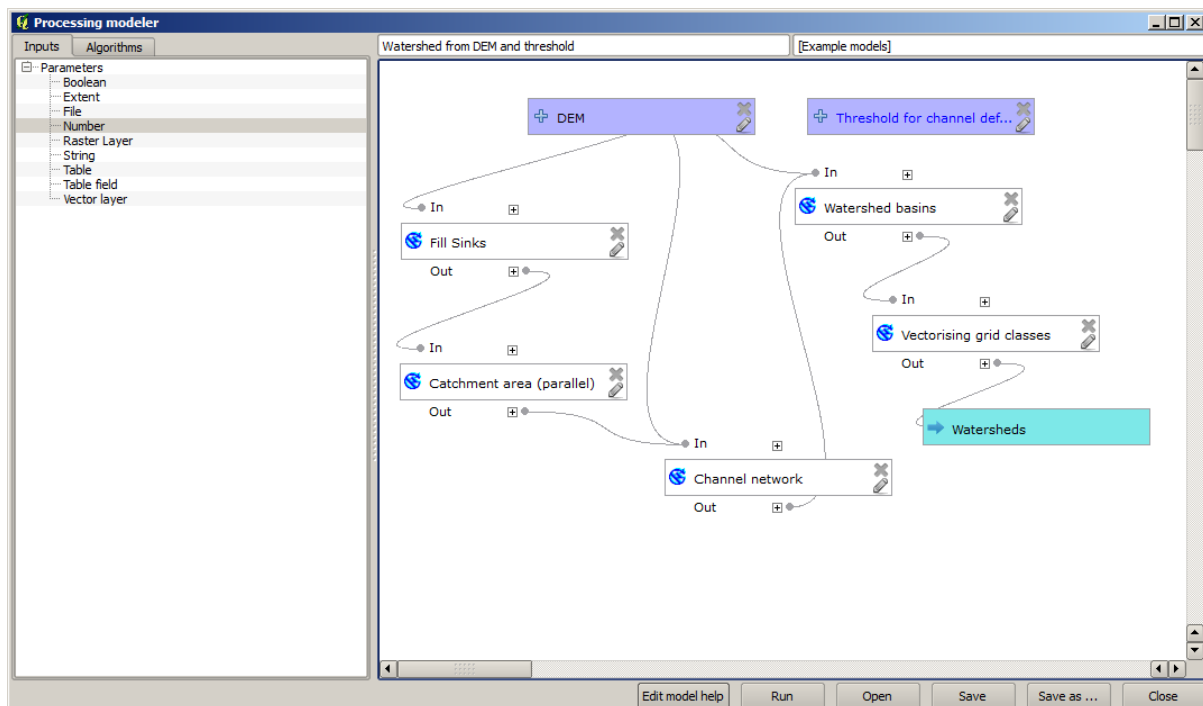 Processing modeler
Inputs
Algorithms
Watershed from DEM and threshold
[Example models]
Parameters
Boolean
Extent
File
Number
Raster Layer
String
Table
Table field
Vector layer
DEM
Threshold for channel def...
In
Watershed basins
Out
In
Fill Sinks
Out
In
Vectorising grid classes
Out
In
Catchment area (parallel)
Out
Watersheds
In
Channel network
Out
Edit model help
Run
Open
Save
Save as ...
Close